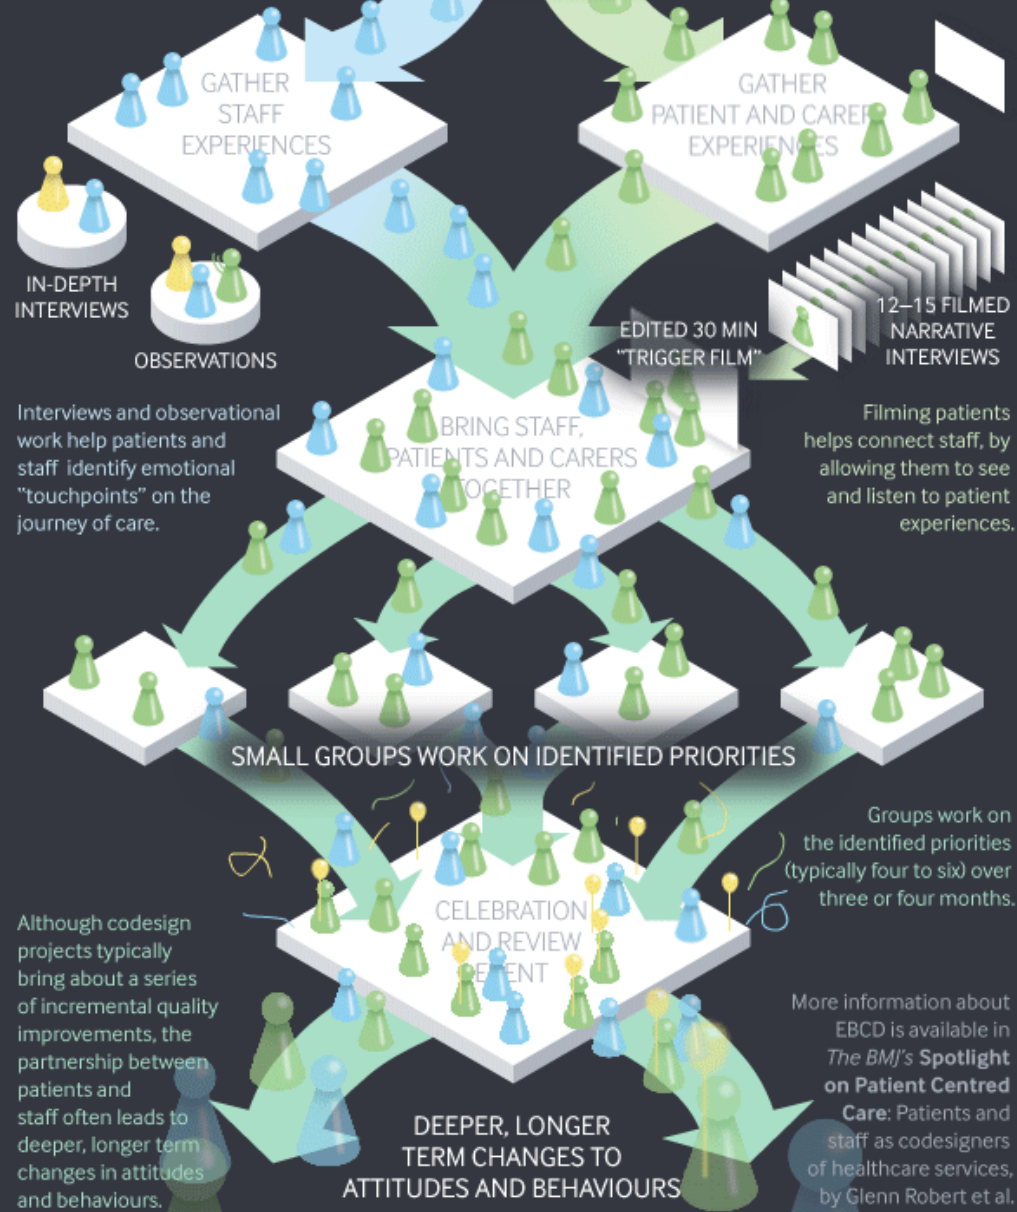 GATHER
STAFF
EXPERIENCES
GATHER
PATIENT AND CARER
EXPERIENCES
IN-DEPTH
INTERVIEWS
OBSERVATIONS
EDITED 30 MIN
"TRIGGER FILM"
12–15 FILMED
NARRATIVE
INTERVIEWS
Interviews and observational
work help patients and
staff identify emotional
"touchpoints" on the
journey of care.
BRING STAFF,
PATIENTS AND CARERS
TOGETHER
Filming patients
helps connect staff, by
allowing them to see
and listen to patient
experiences.
SMALL GROUPS WORK ON IDENTIFIED PRIORITIES
Groups work on
the identified priorities
(typically four to six) over
three or four months.
CELEBRATION
AND REVIEW
EVENT
Although codesign
projects typically
bring about a series
of incremental quality
improvements, the
partnership between
patients and
staff often leads to
deeper, longer term
changes in attitudes
and behaviours.
DEEPER, LONGER
TERM CHANGES TO
ATTITUDES AND BEHAVIOURS
More information about
EBCD is available in
The BMJ's Spotlight
on Patient Centred
Care: Patients and
staff as codesigners
of healthcare services,
by Glenn Robert et al.